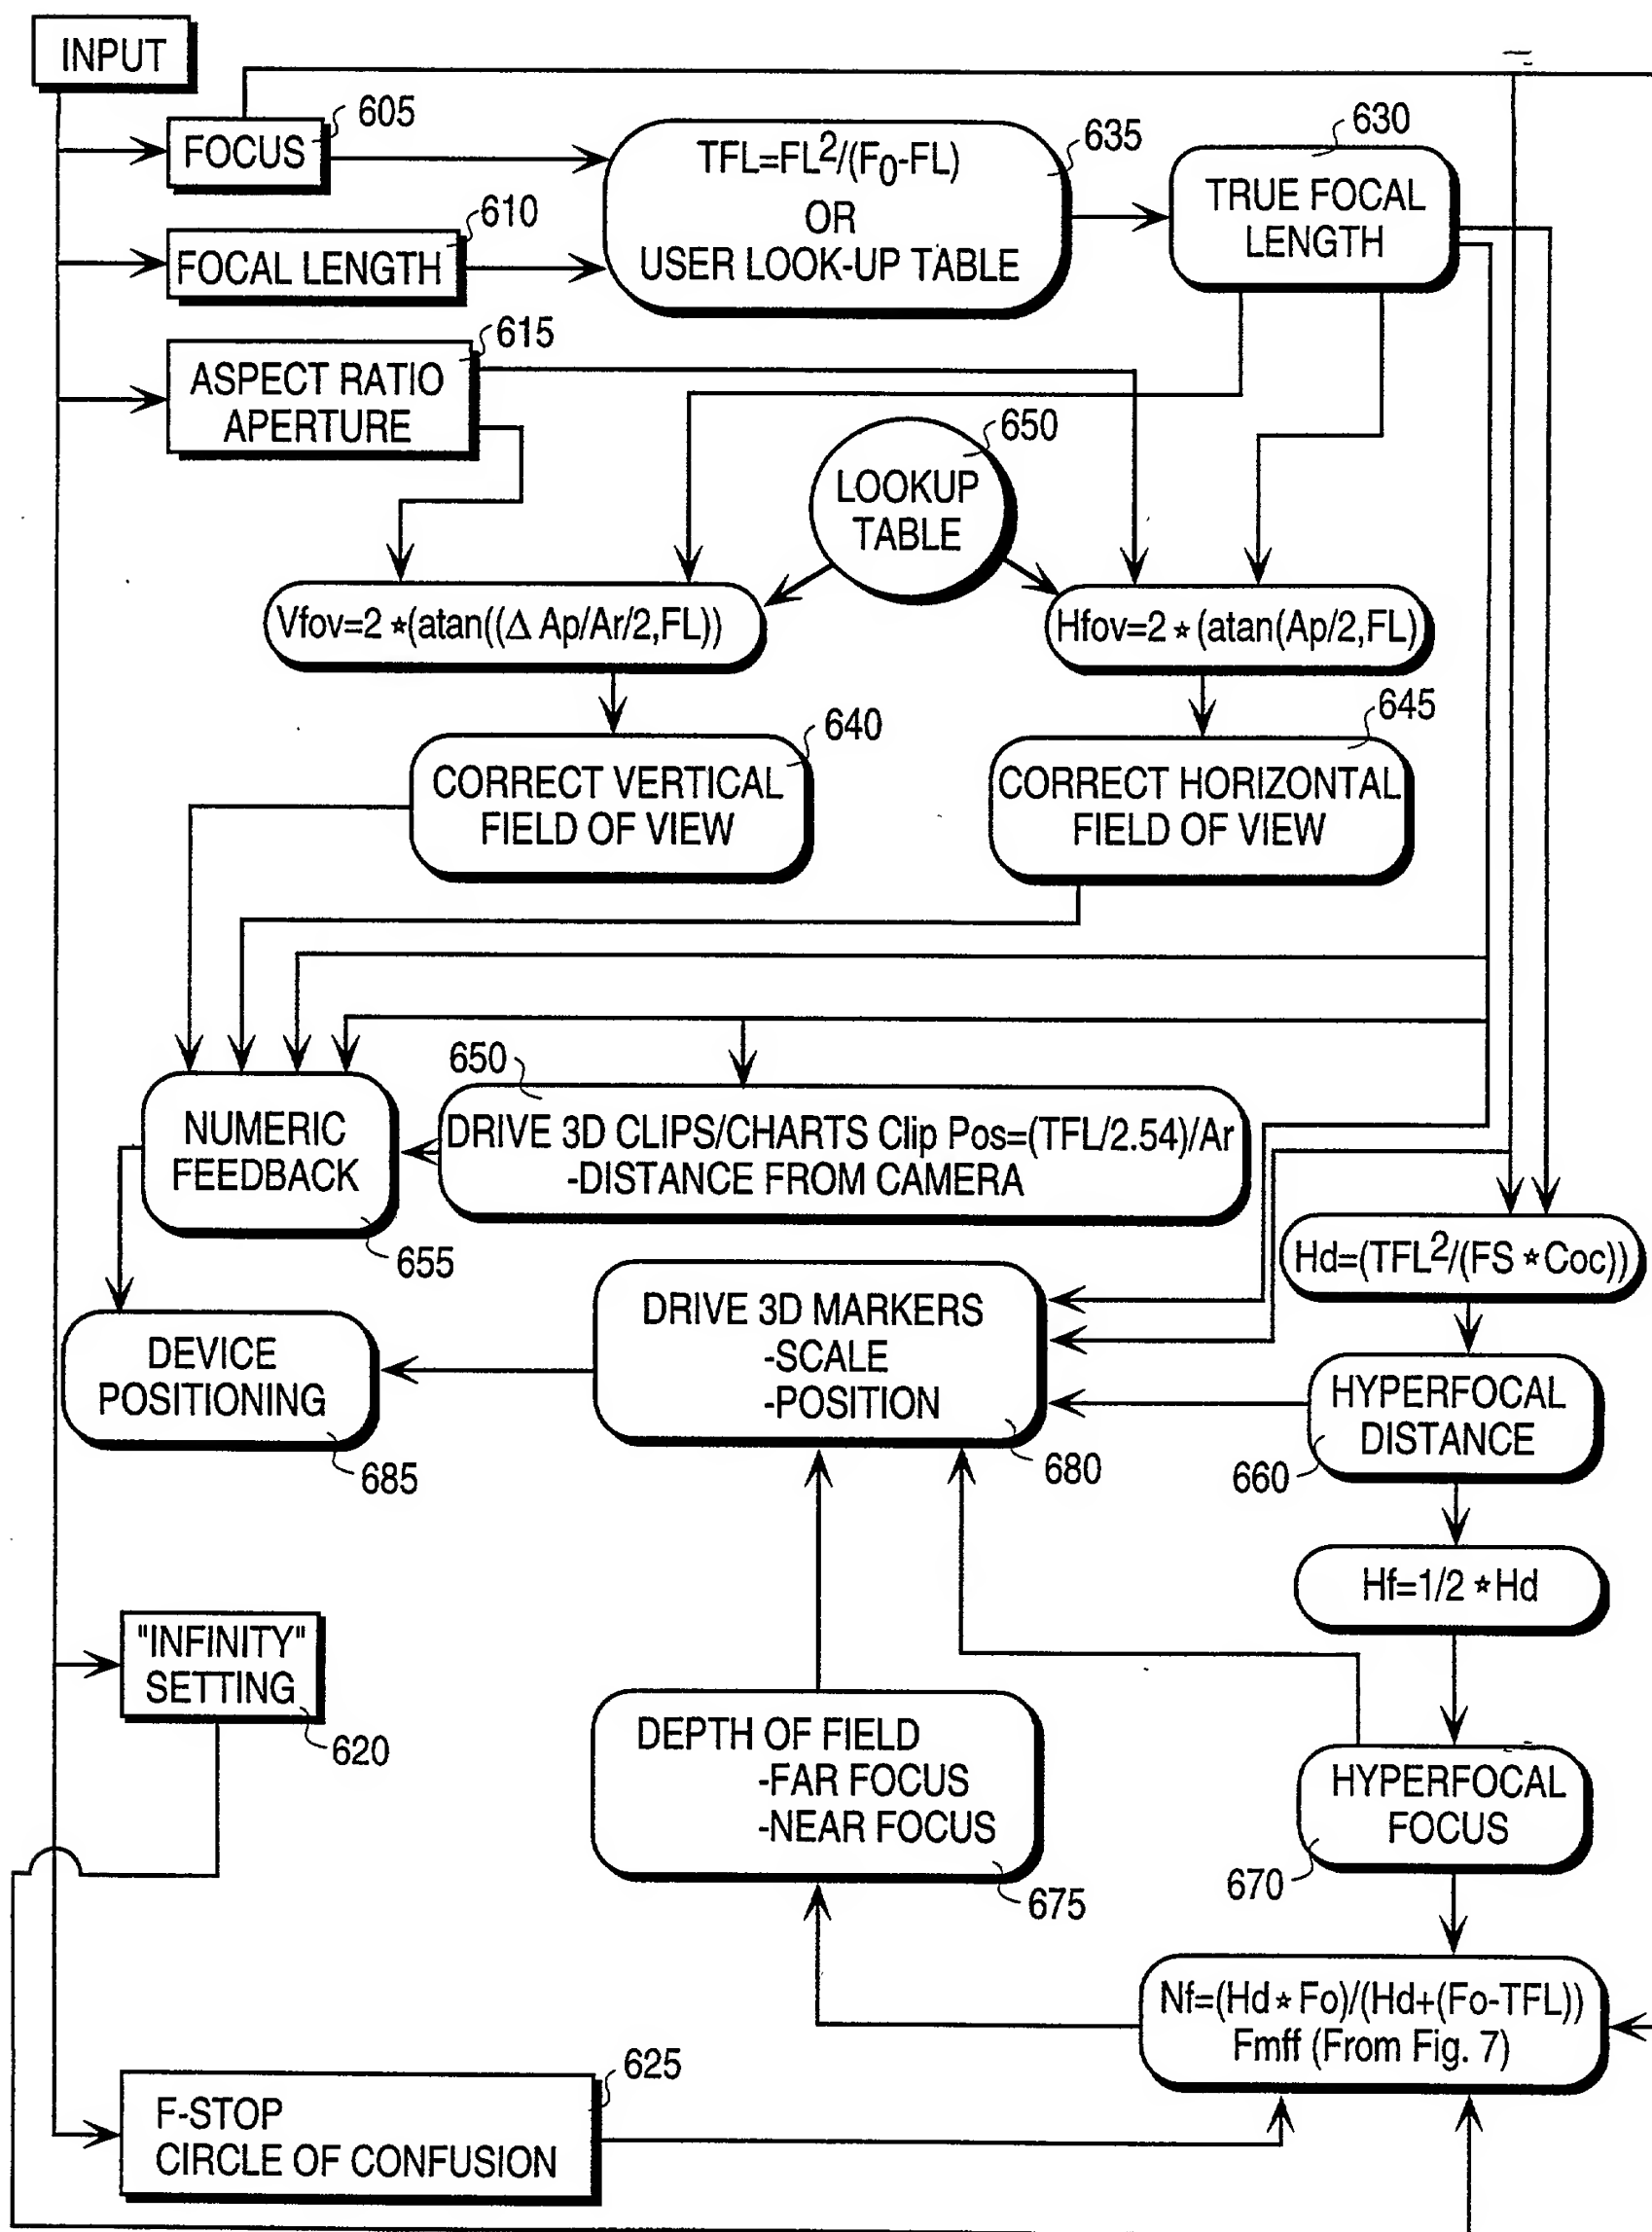 INPUT
605
FOCUS
630
635
TFL=FL2/(F0-FL)
OR
USER LOOK-UP TABLE
TRUE FOCAL
LENGTH
610
FOCAL LENGTH
615
ASPECT RATIO
APERTURE
650
LOOKUP
TABLE
Vfov=2 *(atan((Δ Ap/Ar/2,FL))
Hfov=2 * (atan(Ap/2,FL)
640
645
CORRECT VERTICAL
FIELD OF VIEW
CORRECT HORIZONTAL
FIELD OF VIEW
650
NUMERIC
FEEDBACK
DRIVE 3D CLIPS/CHARTS Clip Pos=(TFL/2.54)/Ar
-DISTANCE FROM CAMERA
655
Hd=(TFL2/(FS *Coc))
DRIVE 3D MARKERS
-SCALE
-POSITION
DEVICE
POSITIONING
HYPERFOCAL
DISTANCE
685
680
660
Hf=1/2 *Hd
"INFINITY"
SETTING
620
DEPTH OF FIELD
-FAR FOCUS
-NEAR FOCUS
HYPERFOCAL
FOCUS
675
670
Nf=(Hd* Fo)/(Hd+(Fo-TFL))
Fmff (From Fig. 7)
625
F-STOP
CIRCLE OF CONFUSION